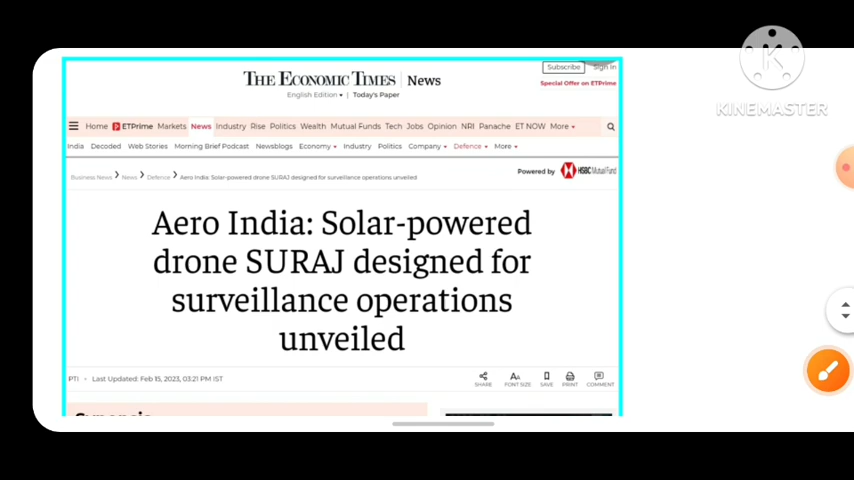 THE ECONOMIC TIMES | News
Subscribe Sign In
Special Offer on ETPrime
English Edition | Today's Paper
Home ETPrime Markets News Industry Rise Politics Wealth Mutual Funds Tech Jobs Opinion NRI Panache ET NOW More
India Decoded Web Stories Morning Brief Podcast Newsblogs Economy Industry Politics Company Defence More
Business News > News > Defence > Aero India: Solar-powered drone SURAJ designed for surveillance operations unveiled
Powered by HSBC Mutual Fund
Aero India: Solar-powered
drone SURAJ designed for
surveillance operations
unveiled
PTI • Last Updated: Feb 15, 2023, 03:21 PM IST
SHARE FONT SIZE SAVE PRINT COMMENT
Synopsis
K
KINEMASTER